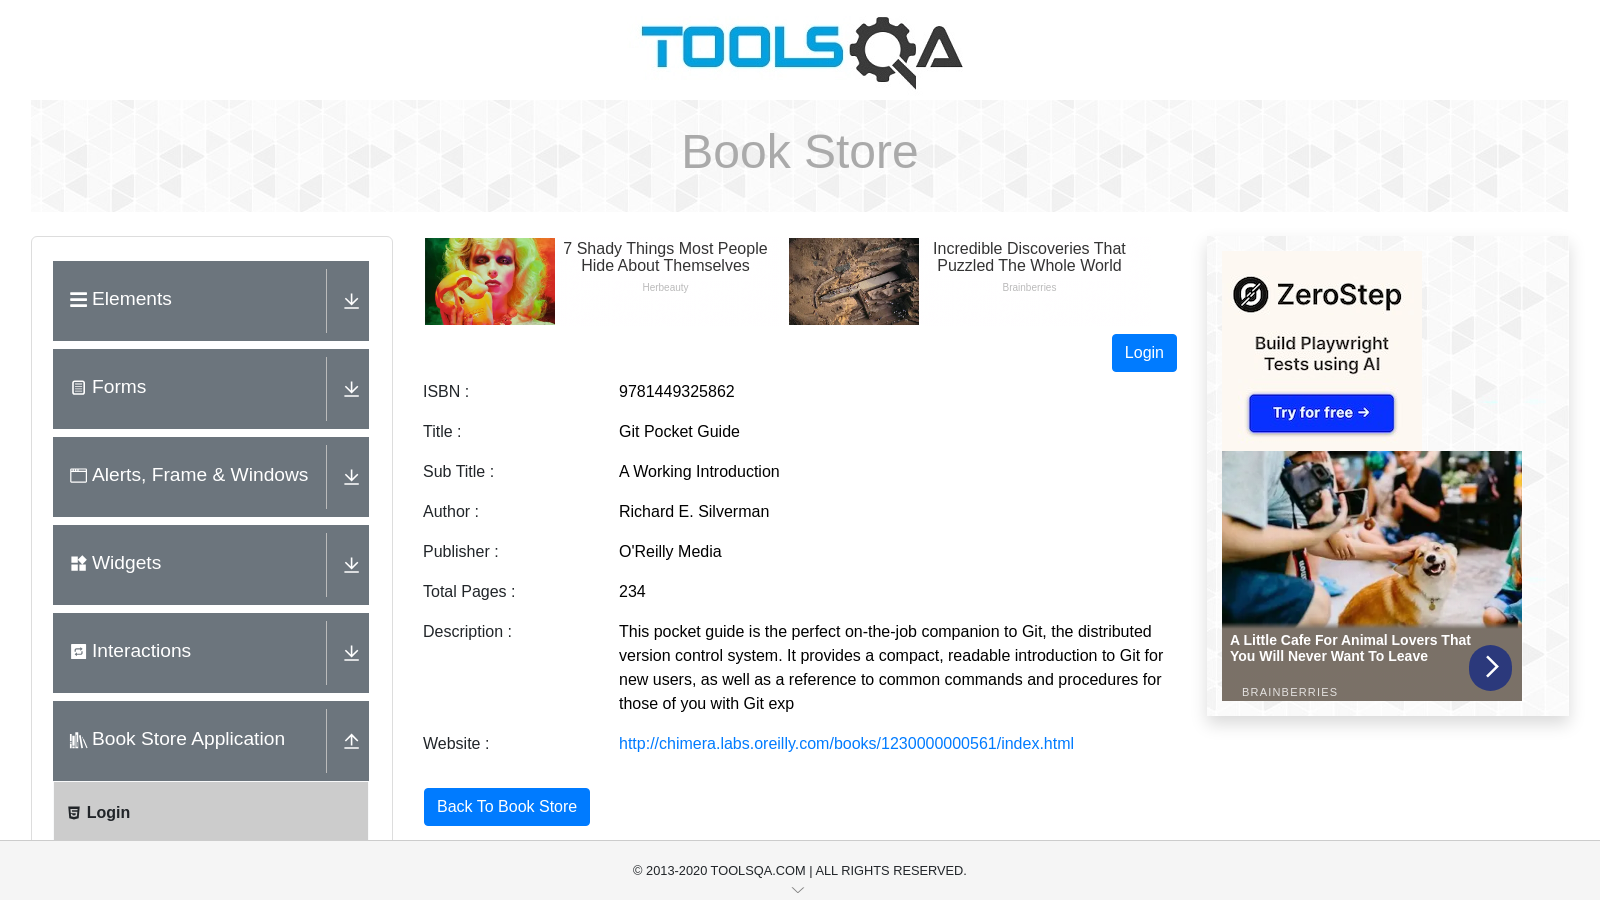 TOOLSQA
Book Store
Elements
Forms
Alerts, Frame & Windows
Widgets
Interactions
Book Store Application
Login
7 Shady Things Most People
Hide About Themselves
Herbeauty
Incredible Discoveries That
Puzzled The Whole World
Brainberries
Login
ISBN : 9781449325862
Title : Git Pocket Guide
Sub Title : A Working Introduction
Author : Richard E. Silverman
Publisher : O'Reilly Media
Total Pages : 234
Description : This pocket guide is the perfect on-the-job companion to Git, the distributed
version control system. It provides a compact, readable introduction to Git for
new users, as well as a reference to common commands and procedures for
those of you with Git exp
Website : http://chimera.labs.oreilly.com/books/1230000000561/index.html
Back To Book Store
ZeroStep
Build Playwright
Tests using AI
Try for free →
A Little Cafe For Animal Lovers That
You Will Never Want To Leave
BRAINBERRIES
© 2013-2020 TOOLSQA.COM | ALL RIGHTS RESERVED.